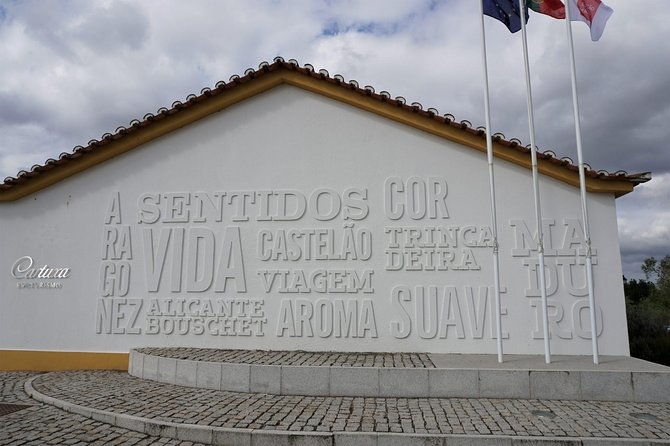 Cartuxa
A
RA
GO
NEZ
SENTIDOS
COR
VIDA
CASTELÃO
TRINCA
DEIRA
VIAGEM
ALICANTE
BOUSCHET
AROMA
SUAVE
MA
DU
RO